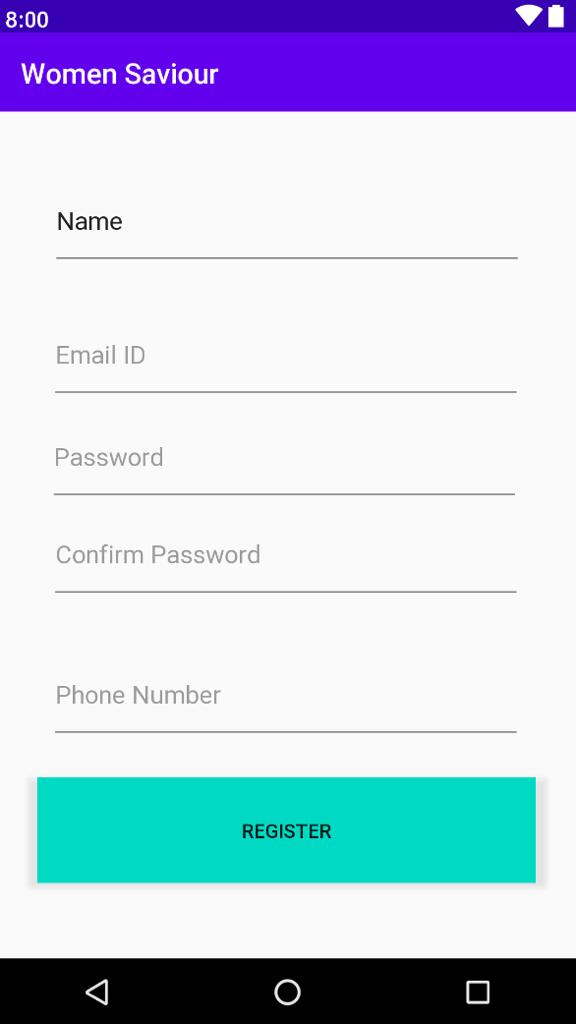 8:00
Women Saviour
Name
Email ID
Password
Confirm Password
Phone Number
REGISTER